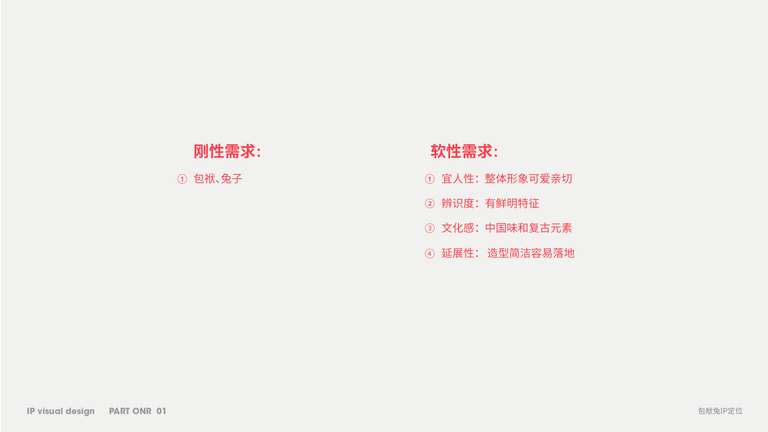 刚性需求：
① 包袱、兔子
软性需求：
① 宜人性：整体形象可爱亲切
② 辨识度：有鲜明特征
③ 文化感：中国味和复古元素
④ 延展性： 造型简洁容易落地
IP visual design PART ONR 01
包袱兔IP定位